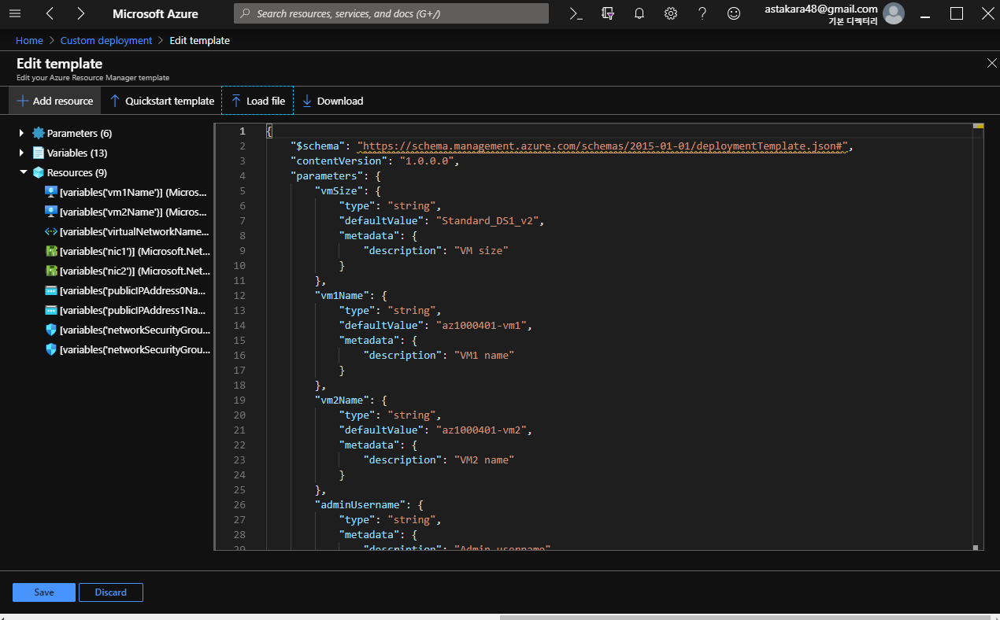 Microsoft Azure
Search resources, services, and docs (G+/)
astakara48@gmail.com
기본 디렉터리
Home > Custom deployment > Edit template
Edit template
Edit your Azure Resource Manager template
Add resource
Quickstart template
Load file
Download
Parameters (6)
Variables (13)
Resources (9)
[variables('vm1Name')] (Micros...
[variables('vm2Name')] (Micros...
[variables('virtualNetworkName...
[variables('nic1')] (Microsoft.Net...
[variables('nic2')] (Microsoft.Net...
[variables('publicIPAddress0Na...
[variables('publicIPAddress1Na...
[variables('networkSecurityGrou...
[variables('networkSecurityGrou...
1 {
2 "$schema": "https://schema.management.azure.com/schemas/2015-01-01/deploymentTemplate.json#",
3 "contentVersion": "1.0.0.0",
4 "parameters": {
5 "vmSize": {
6 "type": "string",
7 "defaultValue": "Standard_DS1_v2",
8 "metadata": {
9 "description": "VM size"
10 }
11 },
12 "vm1Name": {
13 "type": "string",
14 "defaultValue": "az1000401-vm1",
15 "metadata": {
16 "description": "VM1 name"
17 }
18 },
19 "vm2Name": {
20 "type": "string",
21 "defaultValue": "az1000401-vm2",
22 "metadata": {
23 "description": "VM2 name"
24 }
25 },
26 "adminUsername": {
27 "type": "string",
28 "metadata": {
29 "description": "Admin username"
Save
Discard